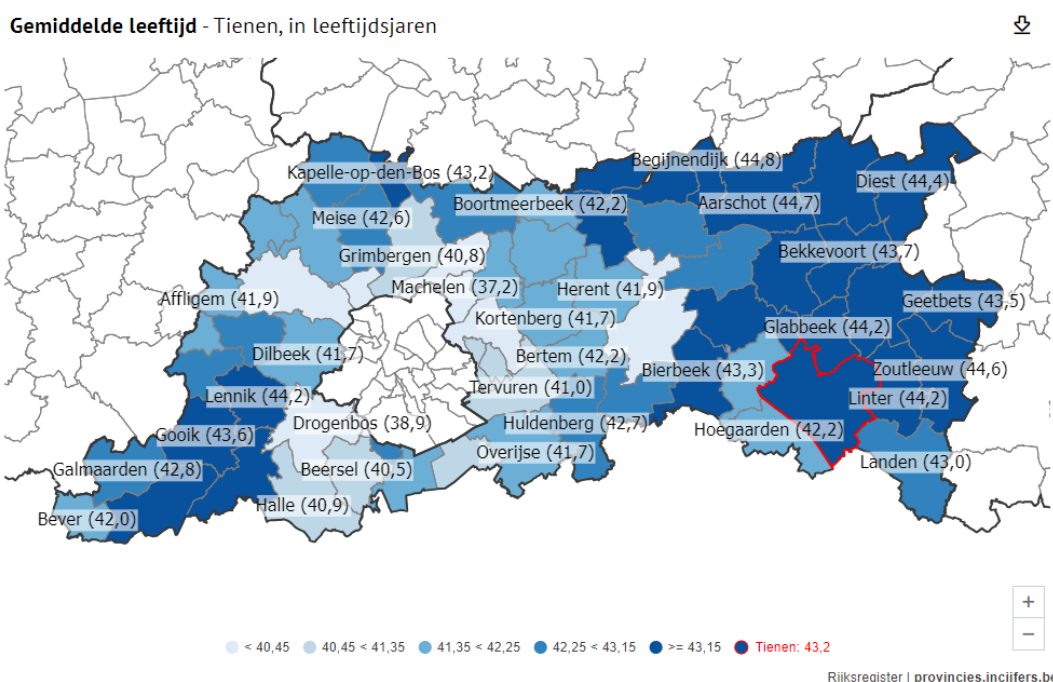 Gemiddelde leeftijd - Tienen, in leeftijdsjaren
Begijnendijk (44,8)
Kapelle-op-den-Bos (43,2)
Diest (44,4)
Boortmeerbeek (42,2)
Aarschot (44,7)
Meise (42,6)
Bekkevoort (43,7)
Grimbergen (40,8)
Machelen (37,2)
Herent (41,9)
Affligem (41,9)
Geetbets (43,5)
Kortenberg (41,7)
Glabbeek (44,2)
Dilbeek (41,7)
Bertem (42,2)
Bierbeek (43,3)
Zoutleeuw (44,6)
Tervuren (41,0)
Lennik (44,2)
Linter (44,2)
Drogenbos (38,9)
Huldenberg (42,7)
Hoegaarden (42,2)
Gooik (43,6)
Overijse (41,7)
Landen (43,0)
Galmaarden (42,8)
Beersel (40,5)
Halle (40,9)
Bever (42,0)
+
−
< 40,45 40,45 < 41,35 41,35 < 42,25 42,25 < 43,15 >= 43,15 Tienen: 43,2
Rijksregister | provincies.incijfers.be